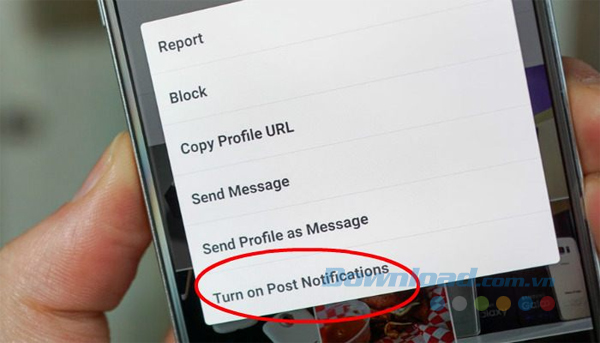 Report
Block
Copy Profile URL
Send Message
Send Profile as Message
Turn on Post Notifications
Download.com.vn